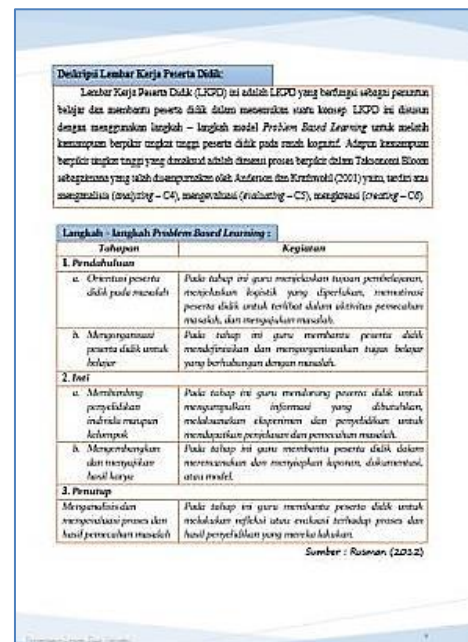 Deskripsi Lembar Kerja Peserta Didik:
Lembar Kerja Peserta Didik (LKPD) ini adalah LKPD yang berfungsi sebagai penuntun
belajar dan membantu peserta didik dalam menemukan suatu konsep. LKPD ini disusun
dengan menggunakan langkah – langkah model Problem Based Learning untuk melatih
kemampuan berpikir tingkat tinggi peserta didik pada ranah kognitif. Adapun kemampuan
berpikir tingkat tinggi yang dimaksud adalah dimensi proses berpikir dalam Taksonomi Bloom
sebagaimana yang telah disempurnakan oleh Anderson dan Krathwohl (2001) yaitu, terdiri atas
menganalisis (analyzing – C4), mengevaluasi (evaluating – C5), mengkreasi (creating – C6)
Langkah - langkah Problem Based Learning :
Tahapan Kegiatan
1. Pendahuluan
a. Orientasi peserta didik pada masalah
Pada tahap ini guru menjelaskan tujuan pembelajaran,
menjelaskan logistik yang diperlukan, memotivasi
peserta didik untuk terlibat dalam aktivitas pemecahan
masalah, dan mengajukan masalah.
b. Mengorganisasi
peserta didik untuk
belajar
Pada tahap ini guru membantu peserta didik
mendefinisikan dan mengorganisasikan tugas belajar
yang berhubungan dengan masalah.
2. Inti
a. Membimbing
penyelidikan
individu maupun
kelompok
Pada tahap ini guru mendorong peserta didik untuk
mengumpulkan informasi yang dibutuhkan,
melaksanakan eksperimen dan penyelidikan untuk
mendapatkan penjelasan dan pemecahan masalah.
b. Mengembangkan
dan menyajikan
hasil karya
Pada tahap ini guru membantu peserta didik dalam
merencanakan dan menyiapkan laporan, dokumentasi,
atau model.
3. Penutup
Menganalisis dan
mengevaluasi proses dan
hasil pemecahan masalah
Pada tahap ini guru membantu peserta didik untuk
melakukan refleksi atau evaluasi terhadap proses dan
hasil penyelidikan yang mereka lakukan.
Sumber : Rusman (2012)